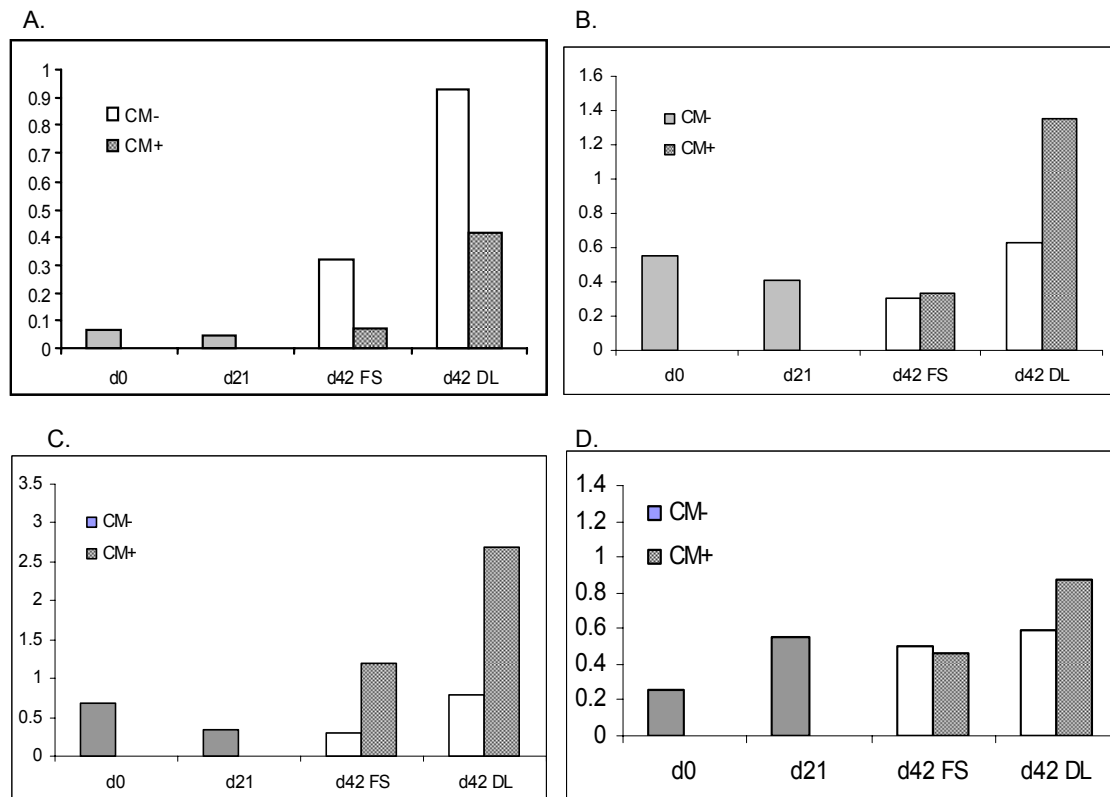 A.
1
0.9
0.8
0.7
0.6
0.5
0.4
0.3
0.2
0.1
0
CM-
CM+
d0 d21 d42 FS d42 DL
B.
1.6
1.4
1.2
1
0.8
0.6
0.4
0.2
0
CM-
CM+
d0 d21 d42 FS d42 DL
C.
3.5
3
2.5
2
1.5
1
0.5
0
CM-
CM+
d0 d21 d42 FS d42 DL
D.
1.4
1.2
1
0.8
0.6
0.4
0.2
0
CM-
CM+
d0 d21 d42 FS d42 DL